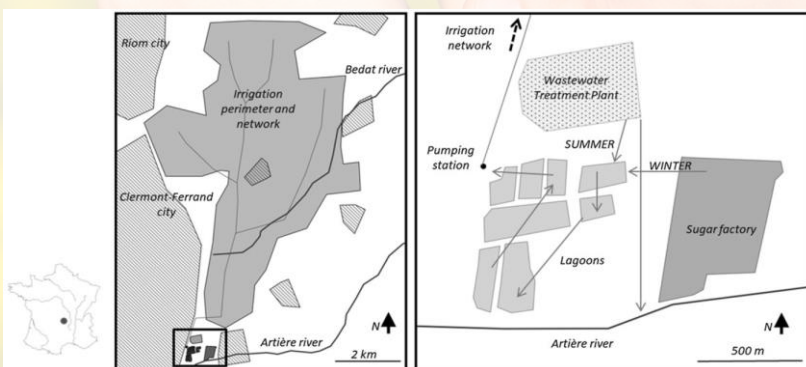 Riom city
Bedat river
Irrigation
perimeter and
network
Clermont-Ferrand
city
Artière river
N
2 km
Irrigation
network
Wastewater
Treatment Plant
SUMMER
Pumping
station
WINTER
Sugar factory
Lagoons
N
Artière river
500 m